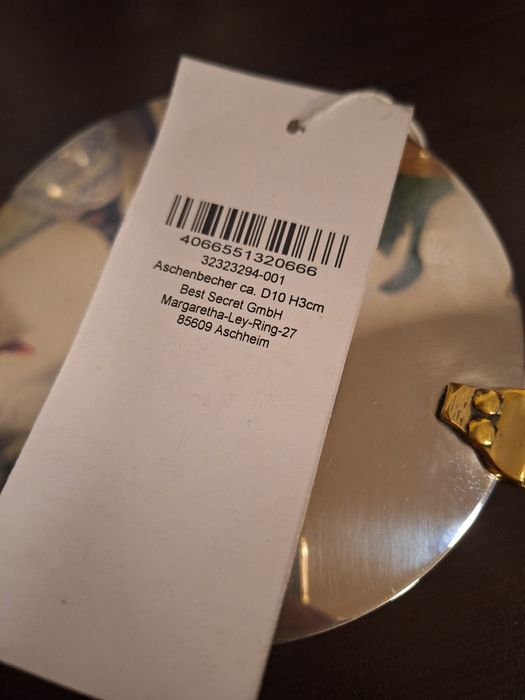 4066551320666
32323294-001
Aschenbecher ca. D10 H3cm
Best Secret GmbH
Margaretha-Ley-Ring-27
85609 Aschheim